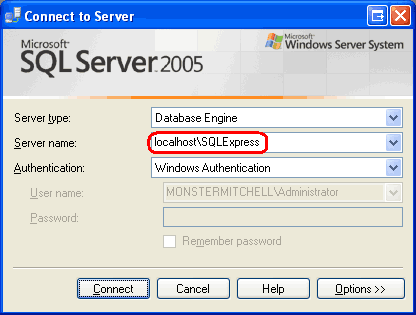 Connect to Server
Microsoft
SQL Server 2005
Microsoft
Windows Server System
Server type: Database Engine
Server name: localhost\SQLExpress
Authentication: Windows Authentication
User name: MONSTERMITCHELL\Administrator
Password:
Remember password
Connect Cancel Help Options >>